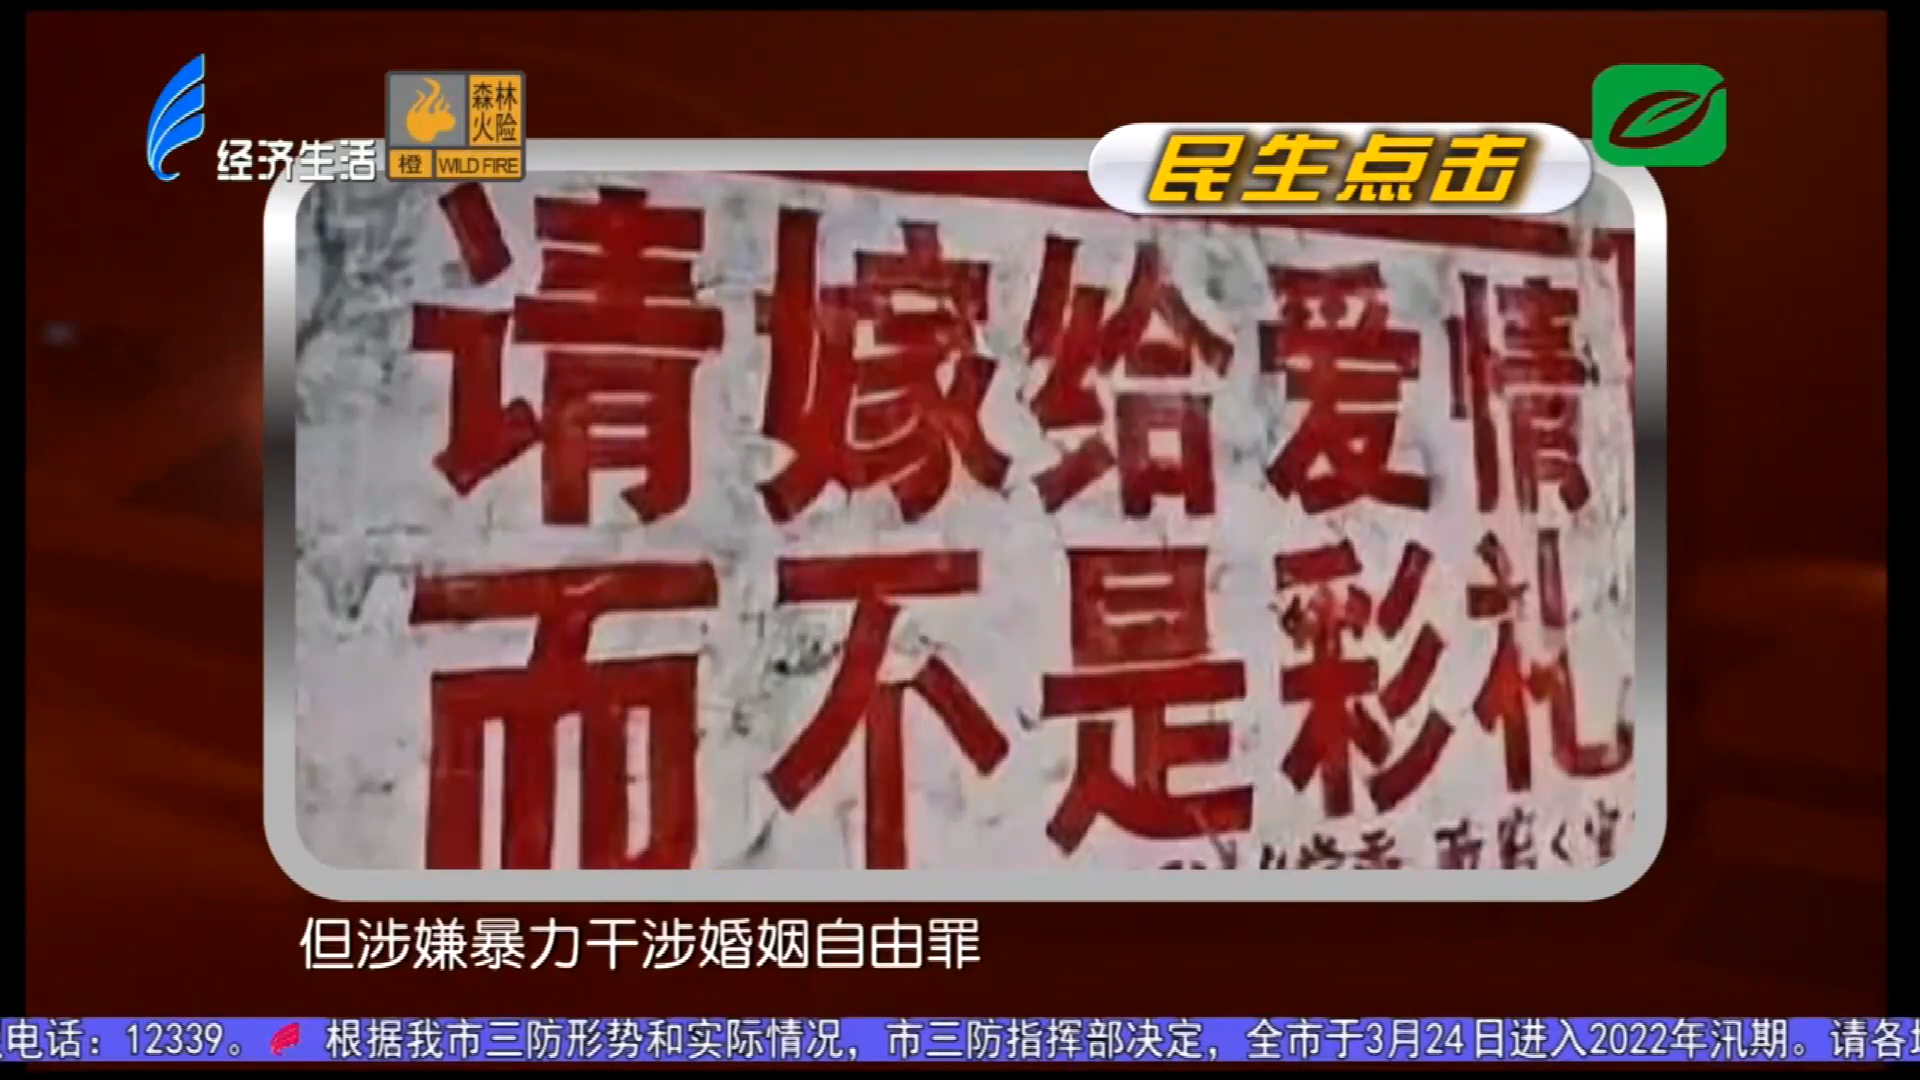 经济生活
森林
火险
橙 WILD FIRE
民生点击
请嫁给爱情
而不是彩礼
但涉嫌暴力干涉婚姻自由罪
电话：12339。 根据我市三防形势和实际情况，市三防指挥部决定，全市于3月24日进入2022年汛期。请各